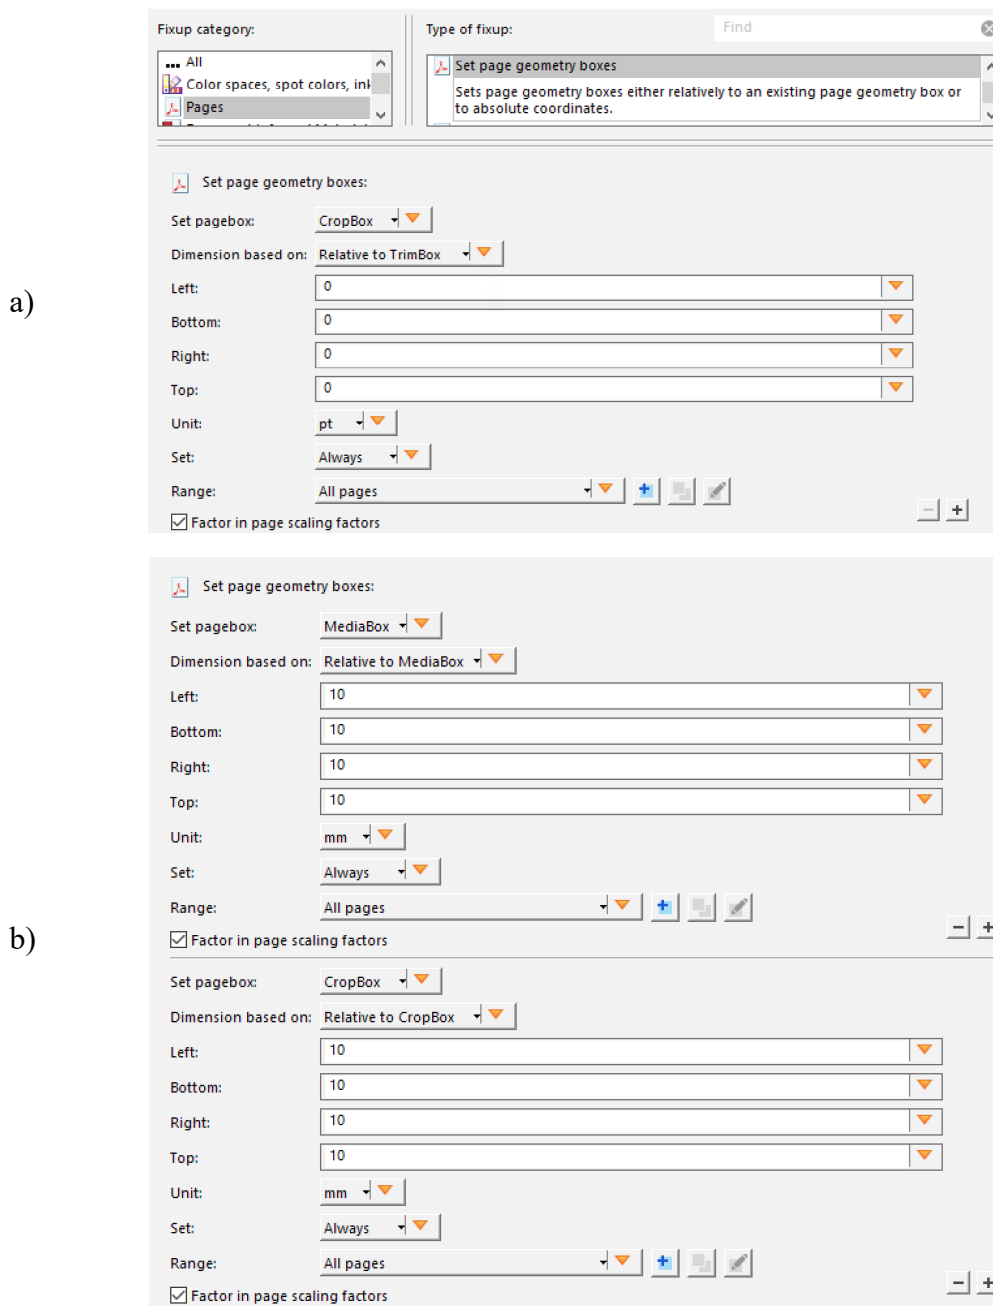 Fixup category:
Type of fixup:
Find
All
Color spaces, spot colors, ink
Pages
Set page geometry boxes
Sets page geometry boxes either relatively to an existing page geometry box or
to absolute coordinates.
a)
Set page geometry boxes:
Set pagebox: CropBox
Dimension based on: Relative to TrimBox
Left: 0
Bottom: 0
Right: 0
Top: 0
Unit: pt
Set: Always
Range: All pages
Factor in page scaling factors
b)
Set page geometry boxes:
Set pagebox: MediaBox
Dimension based on: Relative to MediaBox
Left: 10
Bottom: 10
Right: 10
Top: 10
Unit: mm
Set: Always
Range: All pages
Factor in page scaling factors
Set pagebox: CropBox
Dimension based on: Relative to CropBox
Left: 10
Bottom: 10
Right: 10
Top: 10
Unit: mm
Set: Always
Range: All pages
Factor in page scaling factors